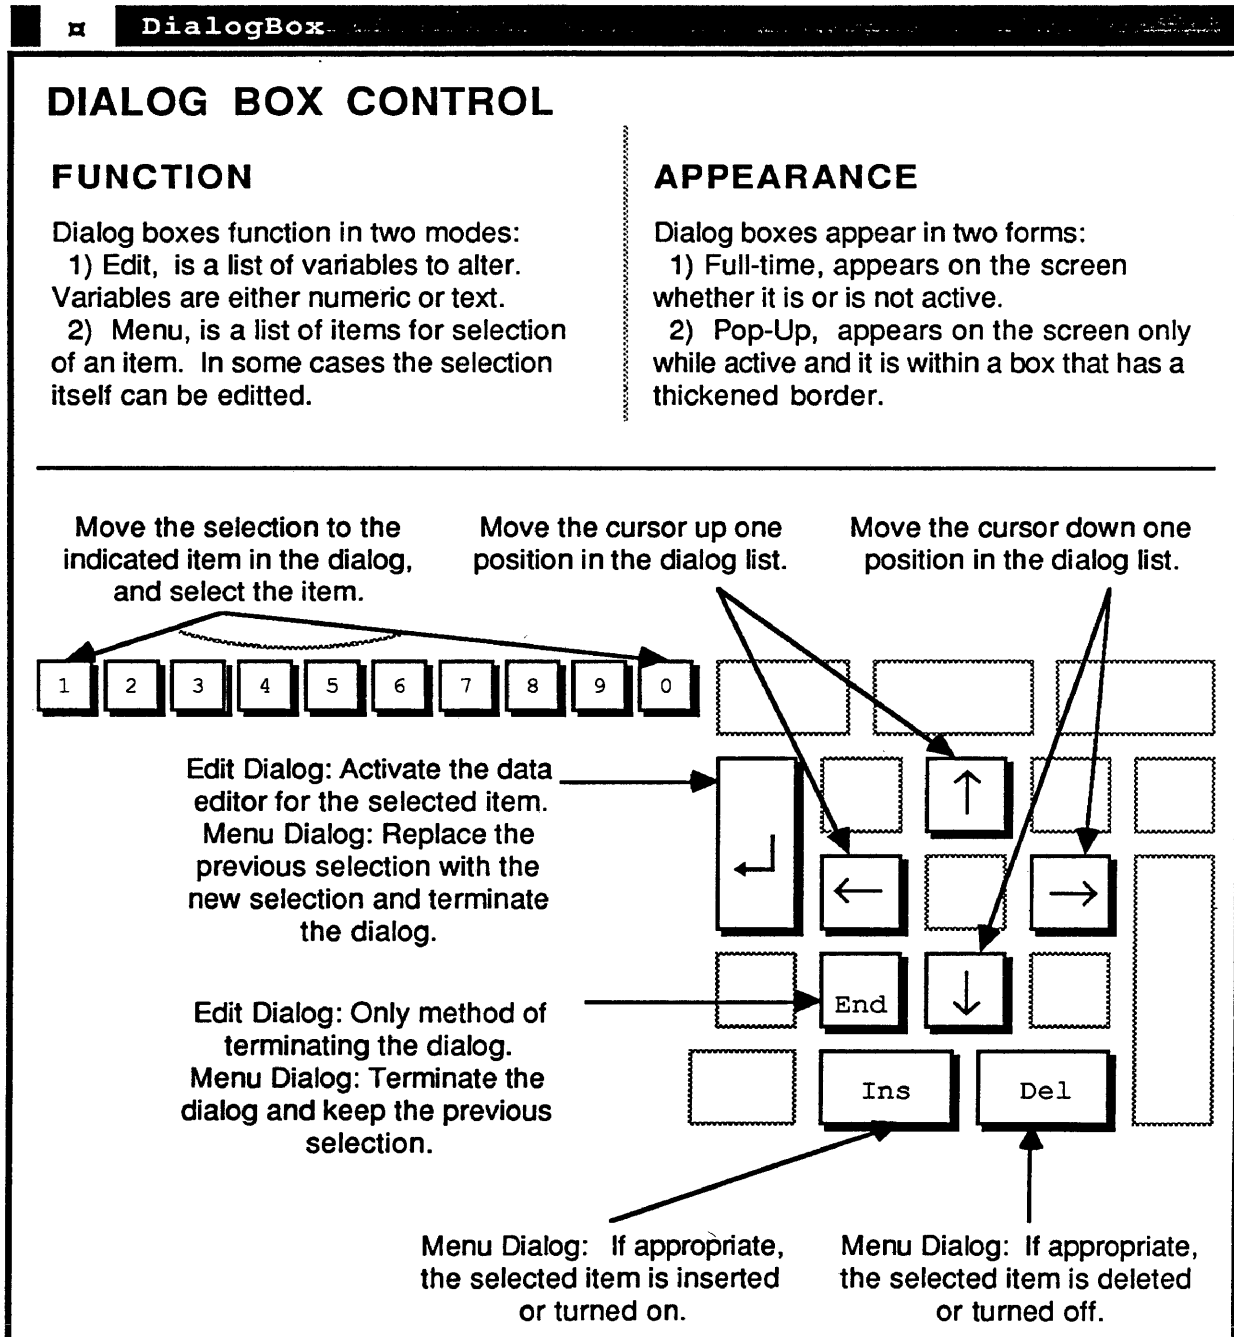 ¤ DialogBox
DIALOG BOX CONTROL
FUNCTION
Dialog boxes function in two modes:
1) Edit, is a list of variables to alter.
Variables are either numeric or text.
2) Menu, is a list of items for selection
of an item. In some cases the selection
itself can be editted.
APPEARANCE
Dialog boxes appear in two forms:
1) Full-time, appears on the screen
whether it is or is not active.
2) Pop-Up, appears on the screen only
while active and it is within a box that has a
thickened border.
Move the selection to the
indicated item in the dialog,
and select the item.
Move the cursor up one
position in the dialog list.
Move the cursor down one
position in the dialog list.
1 2 3 4 5 6 7 8 9 0
Edit Dialog: Activate the data
editor for the selected item.
Menu Dialog: Replace the
previous selection with the
new selection and terminate
the dialog.
↑
← →
Edit Dialog: Only method of
terminating the dialog.
Menu Dialog: Terminate the
dialog and keep the previous
selection.
End ↓
Ins Del
Menu Dialog: If appropriate,
the selected item is inserted
or turned on.
Menu Dialog: If appropriate,
the selected item is deleted
or turned off.